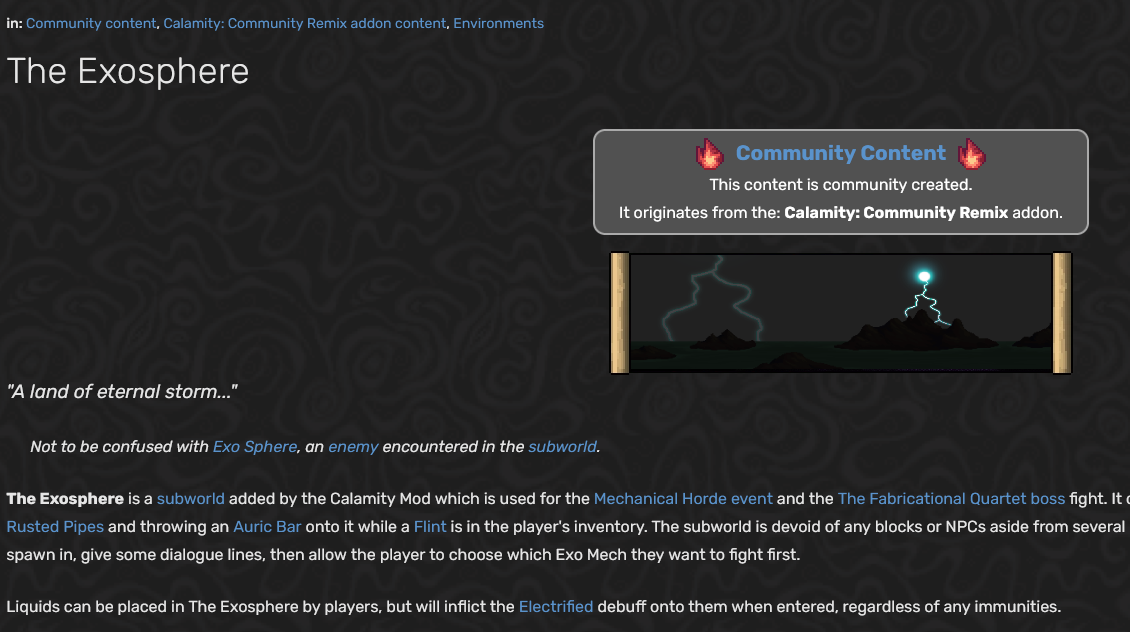 in: Community content, Calamity: Community Remix addon content, Environments
The Exosphere
Community Content
This content is community created.
It originates from the: Calamity: Community Remix addon.
"A land of eternal storm..."
Not to be confused with Exo Sphere, an enemy encountered in the subworld.
The Exosphere is a subworld added by the Calamity Mod which is used for the Mechanical Horde event and the The Fabricational Quartet boss fight. It
Rusted Pipes and throwing an Auric Bar onto it while a Flint is in the player's inventory. The subworld is devoid of any blocks or NPCs aside from several
spawn in, give some dialogue lines, then allow the player to choose which Exo Mech they want to fight first.
Liquids can be placed in The Exosphere by players, but will inflict the Electrified debuff onto them when entered, regardless of any immunities.